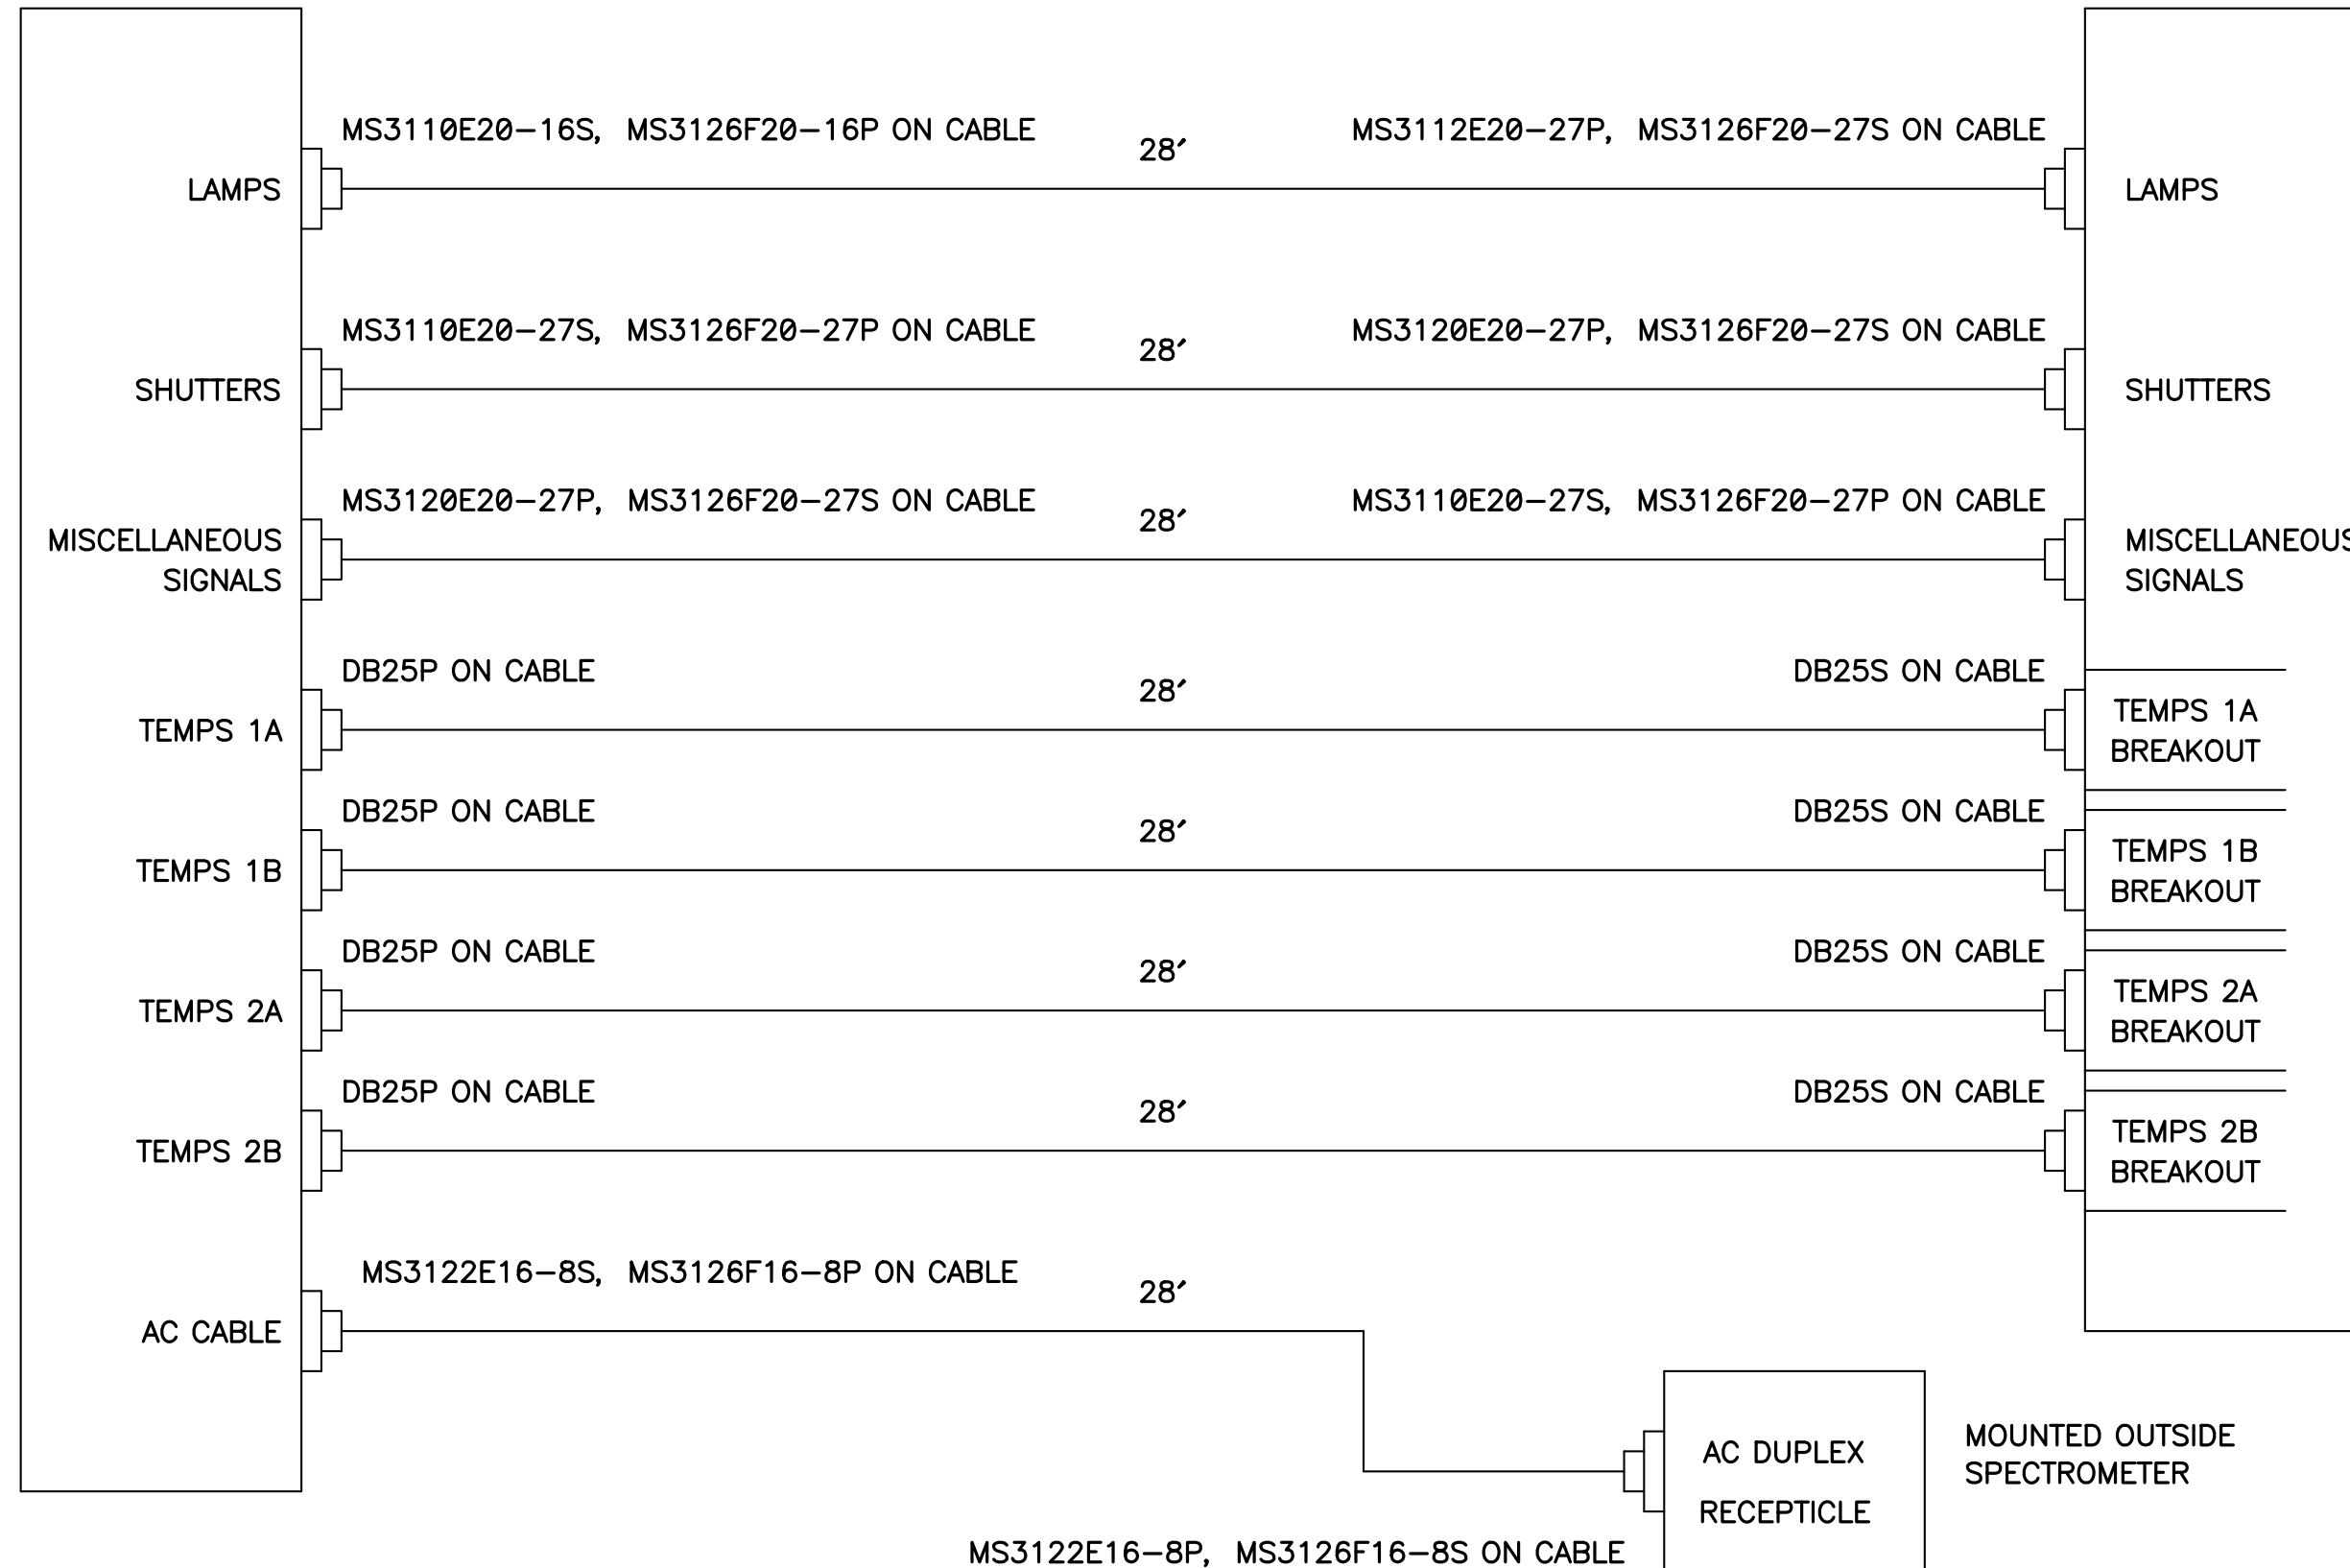 MS3110E20-16S, MS3126F20-16P ON CABLE
28'
MS3112E20-27P, MS3126F20-27S ON CABLE
LAMPS
LAMPS
MS3110E20-27S, MS3126F20-27P ON CABLE
28'
MS3120E20-27P, MS3126F20-27S ON CABLE
SHUTTERS
SHUTTERS
MS3120E20-27P, MS3126F20-27S ON CABLE
28'
MS3110E20-27S, MS3126F20-27P ON CABLE
MISCELLANEOUS
SIGNALS
MISCELLANEOUS
SIGNALS
DB25P ON CABLE
28'
DB25S ON CABLE
TEMPS 1A
TEMPS 1A
BREAKOUT
DB25P ON CABLE
28'
DB25S ON CABLE
TEMPS 1B
TEMPS 1B
BREAKOUT
DB25P ON CABLE
28'
DB25S ON CABLE
TEMPS 2A
TEMPS 2A
BREAKOUT
DB25P ON CABLE
28'
DB25S ON CABLE
TEMPS 2B
TEMPS 2B
BREAKOUT
MS3122E16-8S, MS3126F16-8P ON CABLE
28'
AC CABLE
AC DUPLEX
RECEPTICLE
MOUNTED OUTSIDE
SPECTROMETER
MS3122E16-8P, MS3126F16-8S ON CABLE